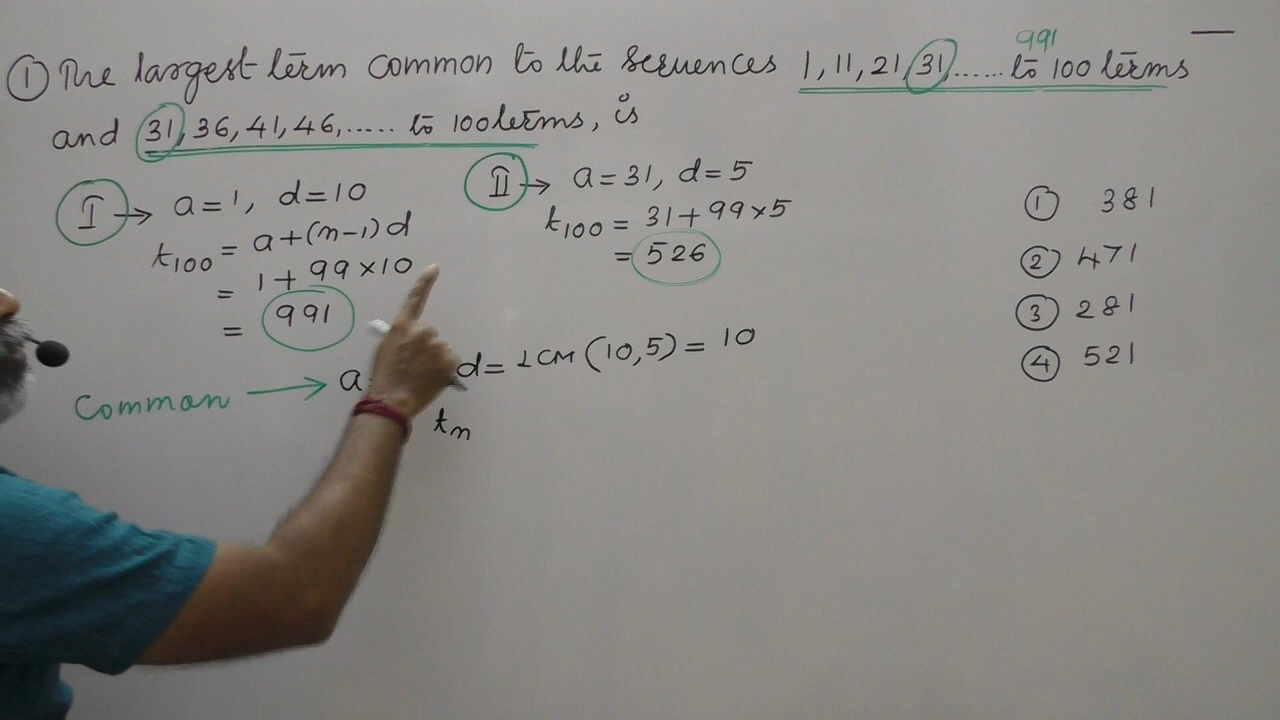 ① The largest term common to the sequences 1, 11, 21, 31, ...... to 100 terms
991
and 31, 36, 41, 46, ..... to 100 terms, is
I → a = 1, d = 10
t100 = a + (n-1) d
= 1 + 99 × 10
= 991
II → a = 31, d = 5
t100 = 31 + 99 × 5
= 526
① 381
② 471
③ 281
④ 521
Common → a d = LCM (10, 5) = 10
tn